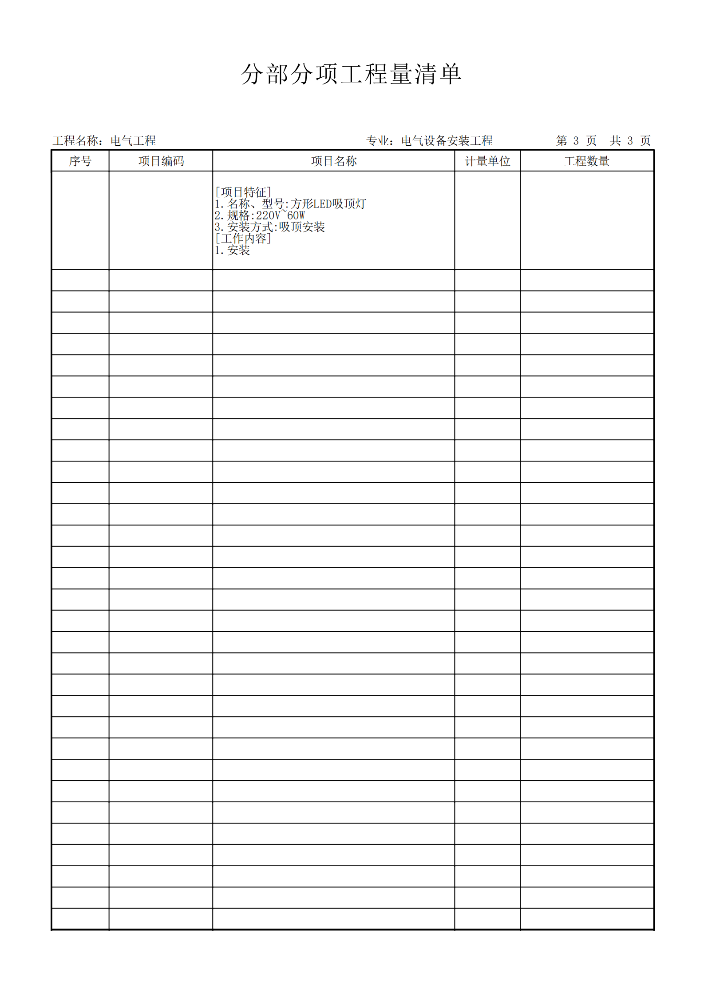 分部分项工程量清单
工程名称：电气工程 专业：电气设备安装工程 第 3 页 共 3 页
序号 项目编码 项目名称 计量单位 工程数量
[项目特征]
1.名称、型号:方形LED吸顶灯
2.规格:220V~60W
3.安装方式:吸顶安装
[工作内容]
1.安装